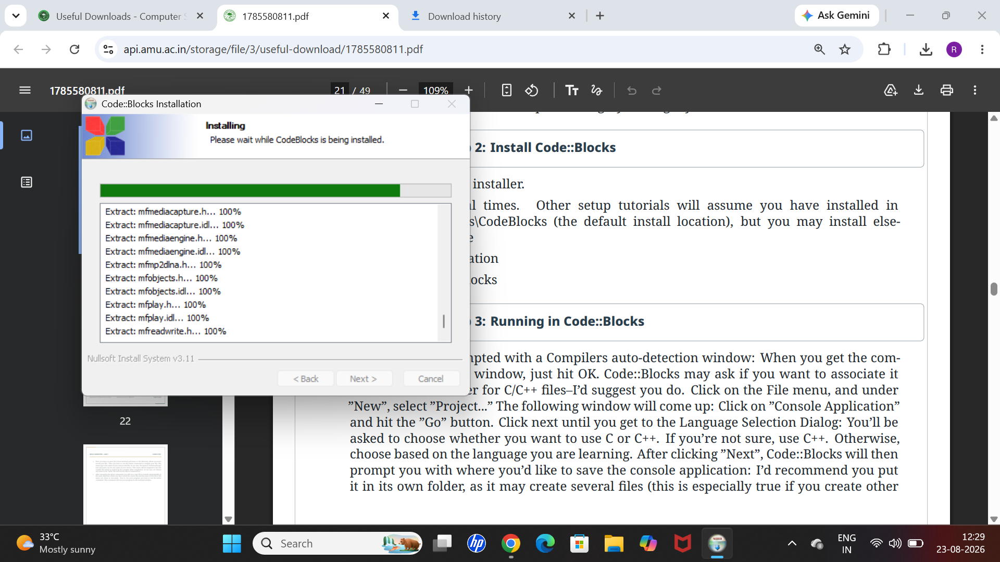 Useful Downloads - Computer S
1785580811.pdf
Download history
Ask Gemini
api.amu.ac.in/storage/file/3/useful-download/1785580811.pdf
R
1785580811.pdf
21 / 49
109%
Code::Blocks Installation
Installing
Please wait while CodeBlocks is being installed.
Extract: mfmediacapture.h... 100%
Extract: mfmediacapture.idl... 100%
Extract: mfmediaengine.h... 100%
Extract: mfmediaengine.idl... 100%
Extract: mfmp2dlna.h... 100%
Extract: mfobjects.h... 100%
Extract: mfobjects.idl... 100%
Extract: mfplay.h... 100%
Extract: mfplay.idl... 100%
Extract: mfreadwrite.h... 100%
Nullsoft Install System v3.11
< Back
Next >
Cancel
2: Install Code::Blocks
installer.
times. Other setup tutorials will assume you have installed in
s\CodeBlocks (the default install location), but you may install else-
e
ation
ocks
3: Running in Code::Blocks
pted with a Compilers auto-detection window: When you get the com-
window, just hit OK. Code::Blocks may ask if you want to associate it
er for C/C++ files–I’d suggest you do. Click on the File menu, and under
”New”, select ”Project...” The following window will come up: Click on ”Console Application”
and hit the ”Go” button. Click next until you get to the Language Selection Dialog: You’ll be
asked to choose whether you want to use C or C++. If you’re not sure, use C++. Otherwise,
choose based on the language you are learning. After clicking ”Next”, Code::Blocks will then
prompt you with where you’d like to save the console application: I’d recommend you put
it in its own folder, as it may create several files (this is especially true if you create other
22
33°C
Mostly sunny
Search
hp
ENG
IN
12:29
23-08-2026